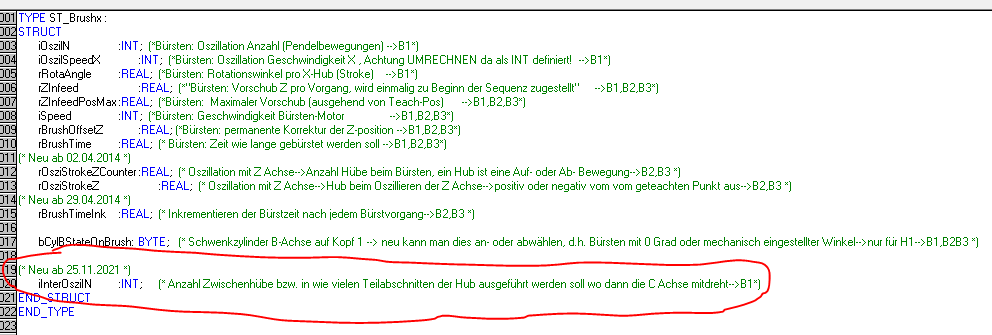 001 TYPE ST_Brushx :
002 STRUCT
003 iOszilN :INT; (*Bürsten: Oszillation Anzahl (Pendelbewegungen) -->B1*)
004 iOszilSpeedX :INT; (*Bürsten: Oszillation Geschwindigkeit X , Achtung UMRECHNEN da als INT definiert! -->B1*)
005 rRotaAngle :REAL; (*Bürsten: Rotationswinkel pro X-Hub (Stroke) -->B1*)
006 rZInfeed :REAL; (*"Bürsten: Vorschub Z pro Vorgang, wird einmalig zu Beginn der Sequenz zugestellt" -->B1,B2,B3*)
007 rZInfeedPosMax:REAL; (*Bürsten: Maximaler Vorschub (ausgehend von Teach-Pos) -->B1,B2,B3*)
008 iSpeed :INT; (*Bürsten: Geschwindigkeit Bürsten-Motor -->B1,B2,B3*)
009 rBrushOffsetZ :REAL; (*Bürsten: permanente Korrektur der Z-position -->B1,B2,B3*)
010 rBrushTime :REAL; (* Bürsten: Zeit wie lange gebürstet werden soll -->B1,B2,B3*)
011 (* Neu ab 02.04.2014 *)
012 rOsziStrokeZCounter:REAL; (* Oszillation mit Z Achse-->Anzahl Hübe beim Bürsten, ein Hub ist eine Auf- oder Ab- Bewegung-->B2,B3 *)
013 rOsziStrokeZ :REAL; (* Oszillation mit Z Achse-->Hub beim Oszillieren der Z Achse-->positiv oder negativ vom vom geteachten Punkt aus-->B2,B3 *)
014 (* Neu ab 29.04.2014 *)
015 rBrushTimeInk :REAL; (* Inkrementieren der Bürstzeit nach jedem Bürstvorgang-->B2,B3 *)
016
017 bCylBStateOnBrush: BYTE; (* Schwenkzylinder B-Achse auf Kopf 1 --> neu kann man dies an- oder abwählen, d.h. Bürsten mit 0 Grad oder mechanisch eingestellter Winkel-->nur für H1-->B1,B2B3 *)
018
019 (* Neu ab 25.11.2021 *)
020 iInterOszilN :INT; (* Anzahl Zwischenhübe bzw. in wie vielen Teilabschnitten der Hub ausgeführt werden soll wo dann die C Achse mitdreht-->B1*)
021 END_STRUCT
022 END_TYPE
023